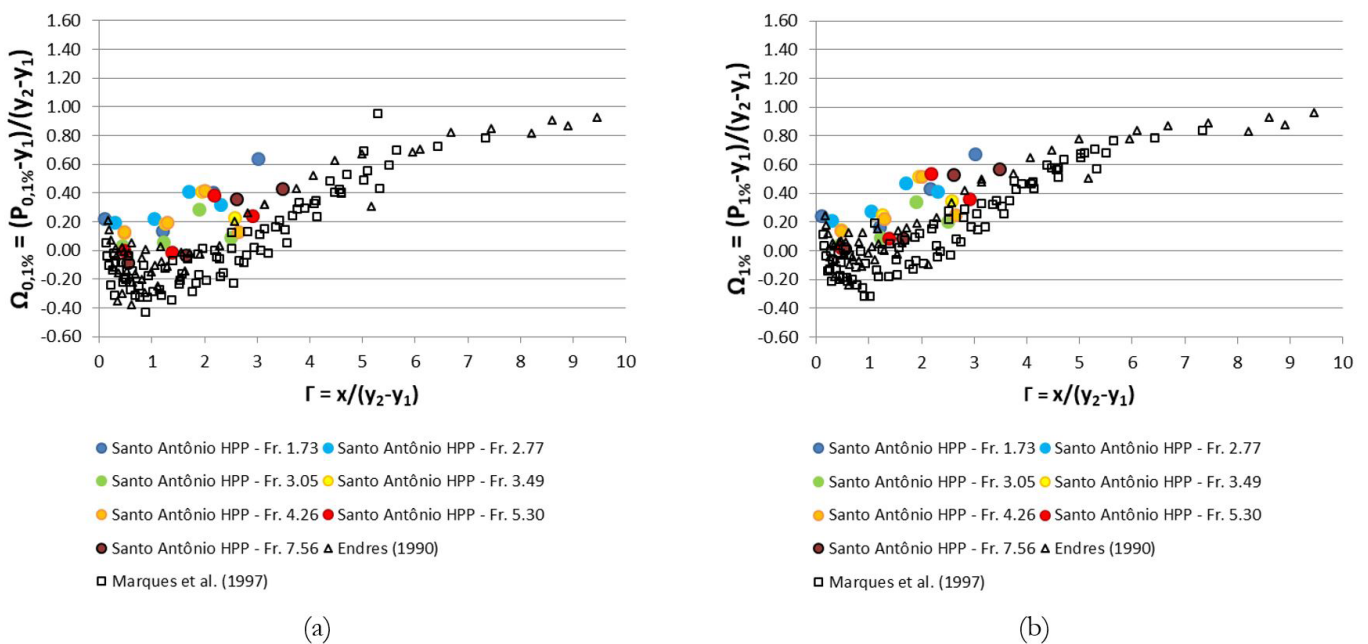 Ω0,1% = (P0,1%-y1)/(y2-y1)
1.60
1.40
1.20
1.00
0.80
0.60
0.40
0.20
0.00
-0.20
-0.40
-0.60
0 1 2 3 4 5 6 7 8 9 10
Γ = x/(y2-y1)
Santo Antônio HPP - Fr. 1.73 Santo Antônio HPP - Fr. 2.77
Santo Antônio HPP - Fr. 3.05 Santo Antônio HPP - Fr. 3.49
Santo Antônio HPP - Fr. 4.26 Santo Antônio HPP - Fr. 5.30
Santo Antônio HPP - Fr. 7.56 Endres (1990)
Marques et al. (1997)
(a)
Ω1% = (P1%-y1)/(y2-y1)
1.60
1.40
1.20
1.00
0.80
0.60
0.40
0.20
0.00
-0.20
-0.40
-0.60
0 1 2 3 4 5 6 7 8 9 10
Γ = x/(y2-y1)
Santo Antônio HPP - Fr. 1.73 Santo Antônio HPP - Fr. 2.77
Santo Antônio HPP - Fr. 3.05 Santo Antônio HPP - Fr. 3.49
Santo Antônio HPP - Fr. 4.26 Santo Antônio HPP - Fr. 5.30
Santo Antônio HPP - Fr. 7.56 Endres (1990)
Marques et al. (1997)
(b)